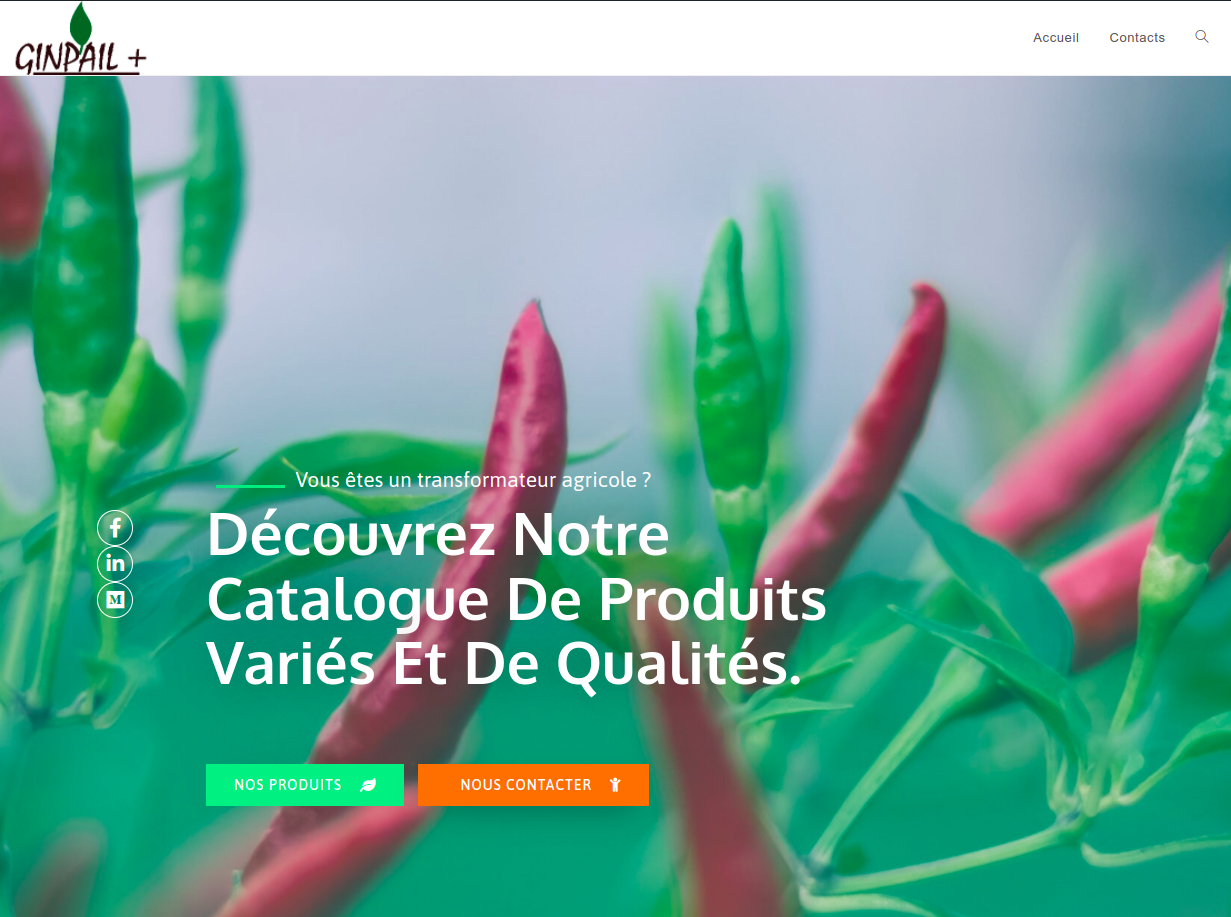 GINPAIL +
Accueil
Contacts
Vous êtes un transformateur agricole ?
Découvrez Notre
Catalogue De Produits
Variés Et De Qualités.
NOS PRODUITS
NOUS CONTACTER